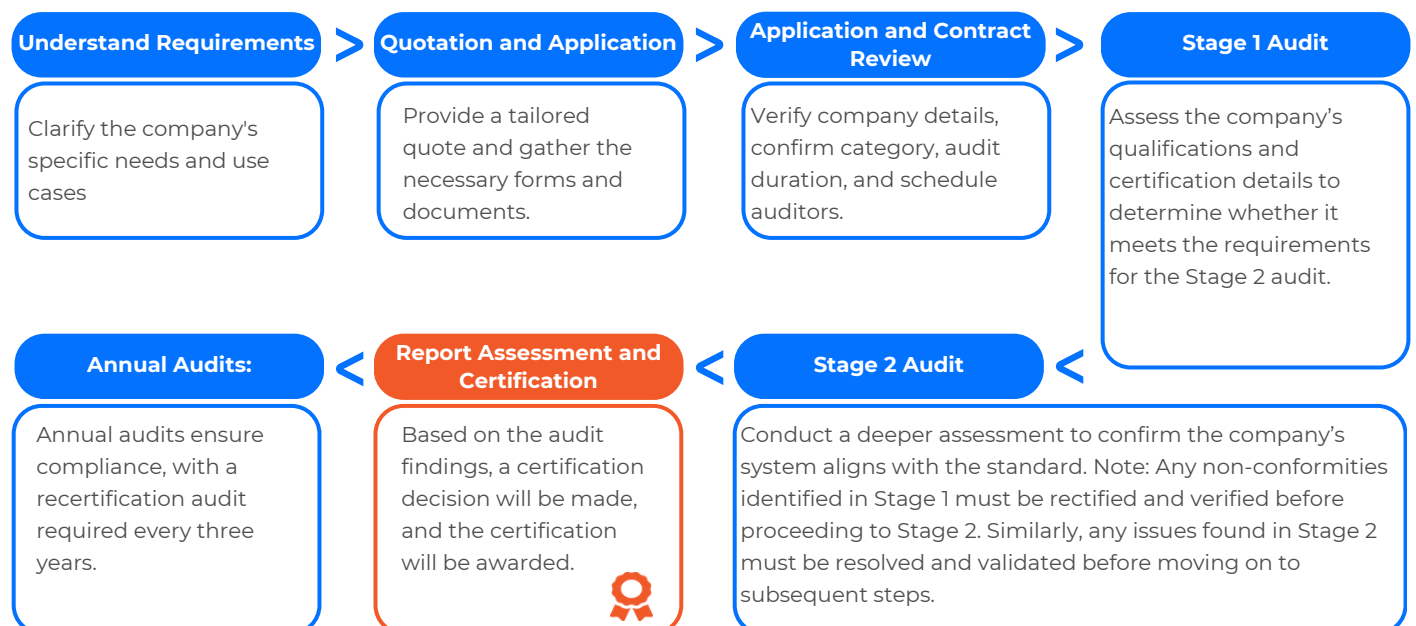 Understand Requirements
>
Quotation and Application
>
Application and Contract
Review
>
Stage 1 Audit
Clarify the company's
specific needs and use
cases
Provide a tailored
quote and gather the
necessary forms and
documents.
Verify company details,
confirm category, audit
duration, and schedule
auditors.
Assess the company’s
qualifications and
certification details to
determine whether it
meets the requirements
for the Stage 2 audit.
Annual Audits:
<
Report Assessment and
Certification
<
Stage 2 Audit
<
Annual audits ensure
compliance, with a
recertification audit
required every three
years.
Based on the audit
findings, a certification
decision will be made,
and the certification
will be awarded.
Conduct a deeper assessment to confirm the company’s
system aligns with the standard. Note: Any non-conformities
identified in Stage 1 must be rectified and verified before
proceeding to Stage 2. Similarly, any issues found in Stage 2
must be resolved and validated before moving on to
subsequent steps.